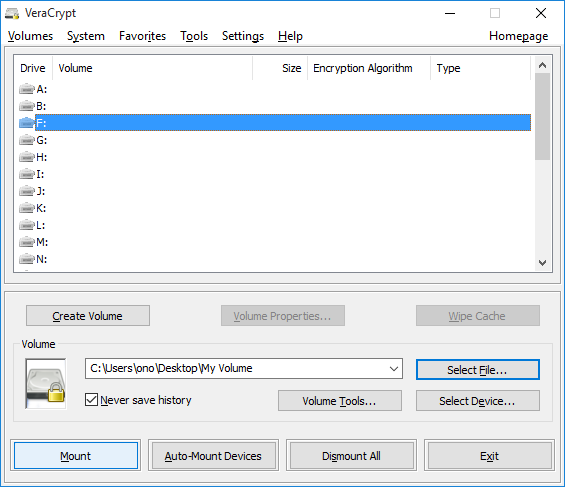 VeraCrypt
Volumes System Favorites Tools Settings Help Homepage
Drive Volume Size Encryption Algorithm Type
A:
B:
F:
G:
H:
I:
J:
K:
L:
M:
N:
Create Volume Volume Properties... Wipe Cache
Volume
C:\Users\ono\Desktop\My Volume Select File...
Never save history Volume Tools... Select Device...
Mount Auto-Mount Devices Dismount All Exit